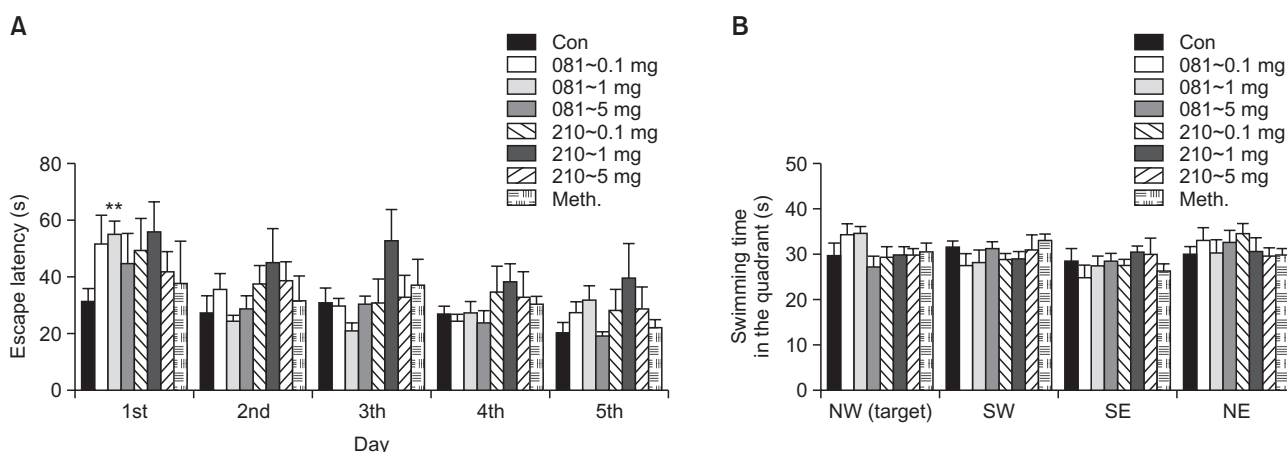 A
Con
081~0.1 mg
081~1 mg
081~5 mg
210~0.1 mg
210~1 mg
210~5 mg
Meth.
80
60
40
20
0
Escape latency (s)
**
1st
2nd
3th
4th
5th
Day
B
Con
081~0.1 mg
081~1 mg
081~5 mg
210~0.1 mg
210~1 mg
210~5 mg
Meth.
50
40
30
20
10
0
Swimming time
in the quadrant (s)
NW (target)
SW
SE
NE